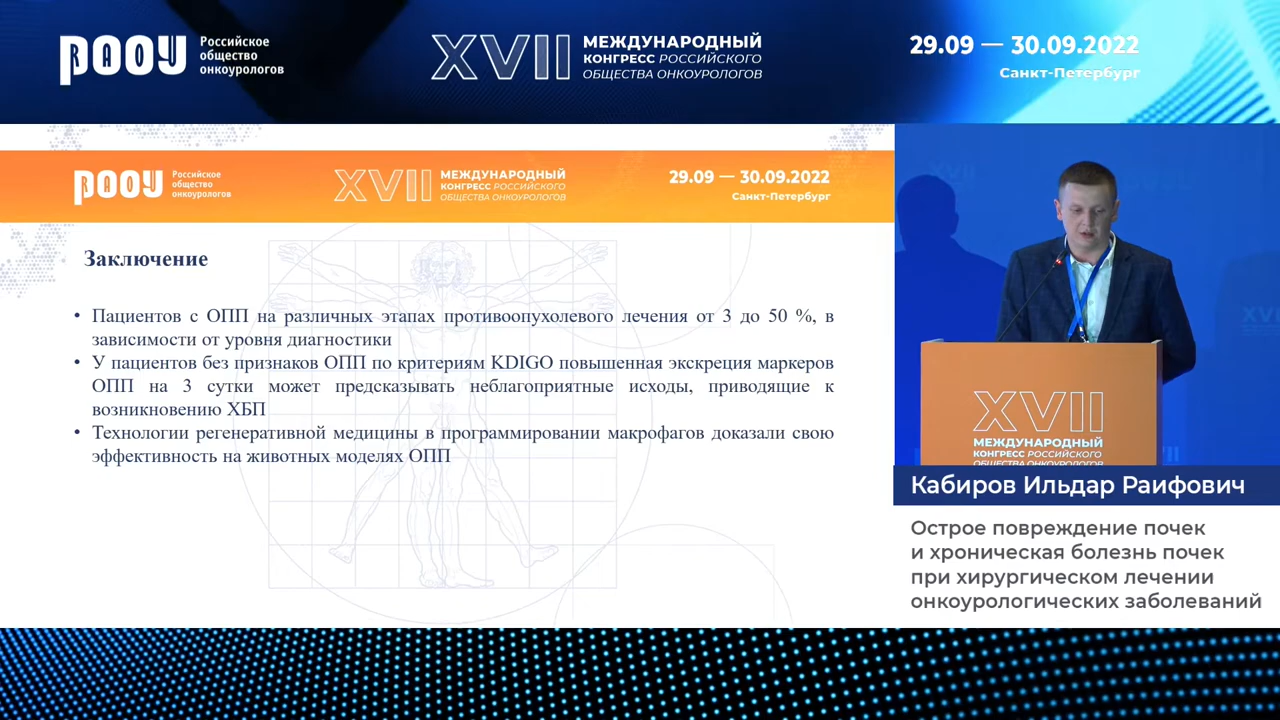 РАОУ
Российское
общество
онкоурологов
XVII
МЕЖДУНАРОДНЫЙ
КОНГРЕСС РОССИЙСКОГО
ОБЩЕСТВА ОНКОУРОЛОГОВ
29.09 — 30.09.2022
Санкт-Петербург
РАОУ
Российское
общество
онкоурологов
XVII
МЕЖДУНАРОДНЫЙ
КОНГРЕСС РОССИЙСКОГО
ОБЩЕСТВА ОНКОУРОЛОГОВ
29.09 — 30.09.2022
Санкт-Петербург
Заключение
• Пациентов с ОПП на различных этапах противоопухолевого лечения от 3 до 50 %, в
зависимости от уровня диагностики
• У пациентов без признаков ОПП по критериям KDIGO повышенная экскреция маркеров
ОПП на 3 сутки может предсказывать неблагоприятные исходы, приводящие к
возникновению ХБП
• Технологии регенеративной медицины в программировании макрофагов доказали свою
эффективность на животных моделях ОПП
XVII
МЕЖДУНАРОДНЫЙ
КОНГРЕСС РОССИЙСКОГО
ОБЩЕСТВА ОНКОУРОЛОГОВ
Кабиров Ильдар Раифович
Острое повреждение почек
и хроническая болезнь почек
при хирургическом лечении
онкоурологических заболеваний